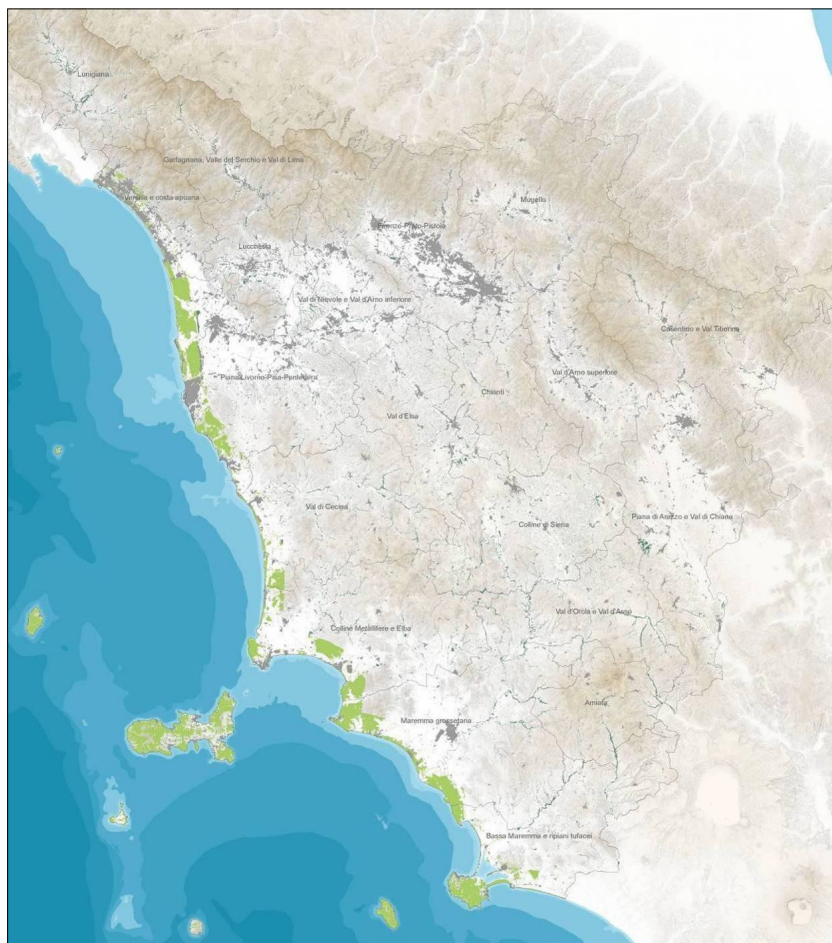 Lunigiana
Garfagnana, Valle del Serchio e Val di Lima
Versilia e costa apuana
Mugello
Firenze-Prato-Pistoia
Lucchesia
Val di Nievole e Val d'Arno inferiore
Casentino e Val Tiberina
Piana Livorno-Pisa-Pontedera
Val d'Arno superiore
Chianti
Val d'Elsa
Val di Cecina
Piana di Arezzo e Val di Chiana
Colline di Siena
Val d'Orcia e Val d'Asso
Colline Metallifere e Elba
Amiata
Maremma grossetana
Bassa Maremma e ripiani tufacei